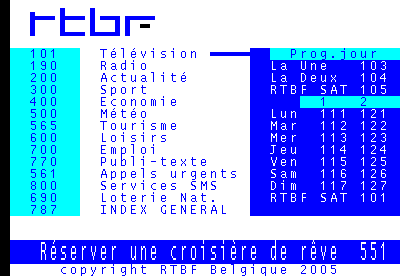 rtbf
101 Télévision Prog.jour
190 Radio La Une 103
200 Actualité La Deux 104
300 Sport RTBF SAT 105
400 Economie 1 2
500 Météo Lun 111 121
565 Tourisme Mar 112 122
600 Loisirs Mer 113 123
700 Emploi Jeu 114 124
770 Publi-texte Ven 115 125
561 Appels urgents Sam 116 126
800 Services SMS Dim 117 127
690 Loterie Nat. RTBF SAT 101
787 INDEX GENERAL
Réserver une croisière de rêve 551
copyright RTBF Belgique 2005